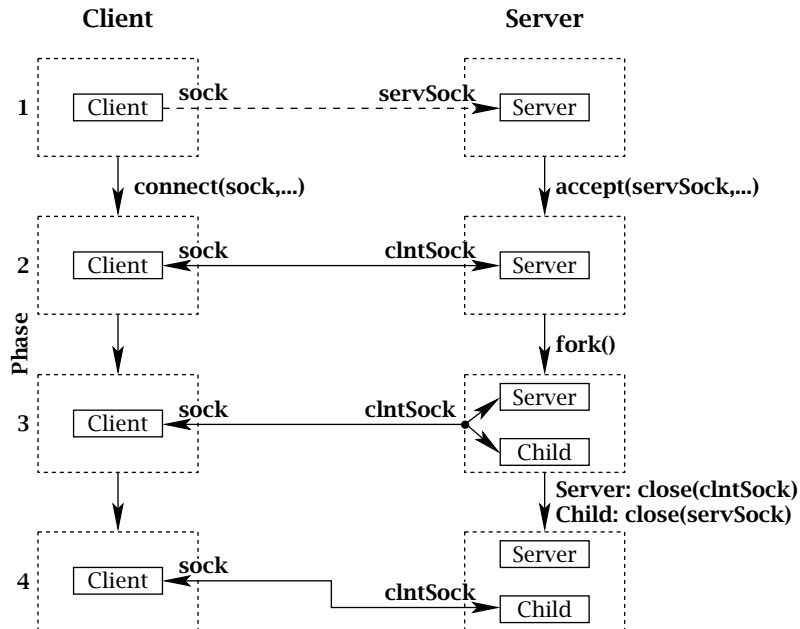 Client Server
1 Client sock servSock Server
connect(sock,...) accept(servSock,...)
2 Client sock clntSock Server
Phase
fork()
3 Client sock clntSock Server
Child
Server: close(clntSock)
Child: close(servSock)
4 Client sock clntSock Server
Child